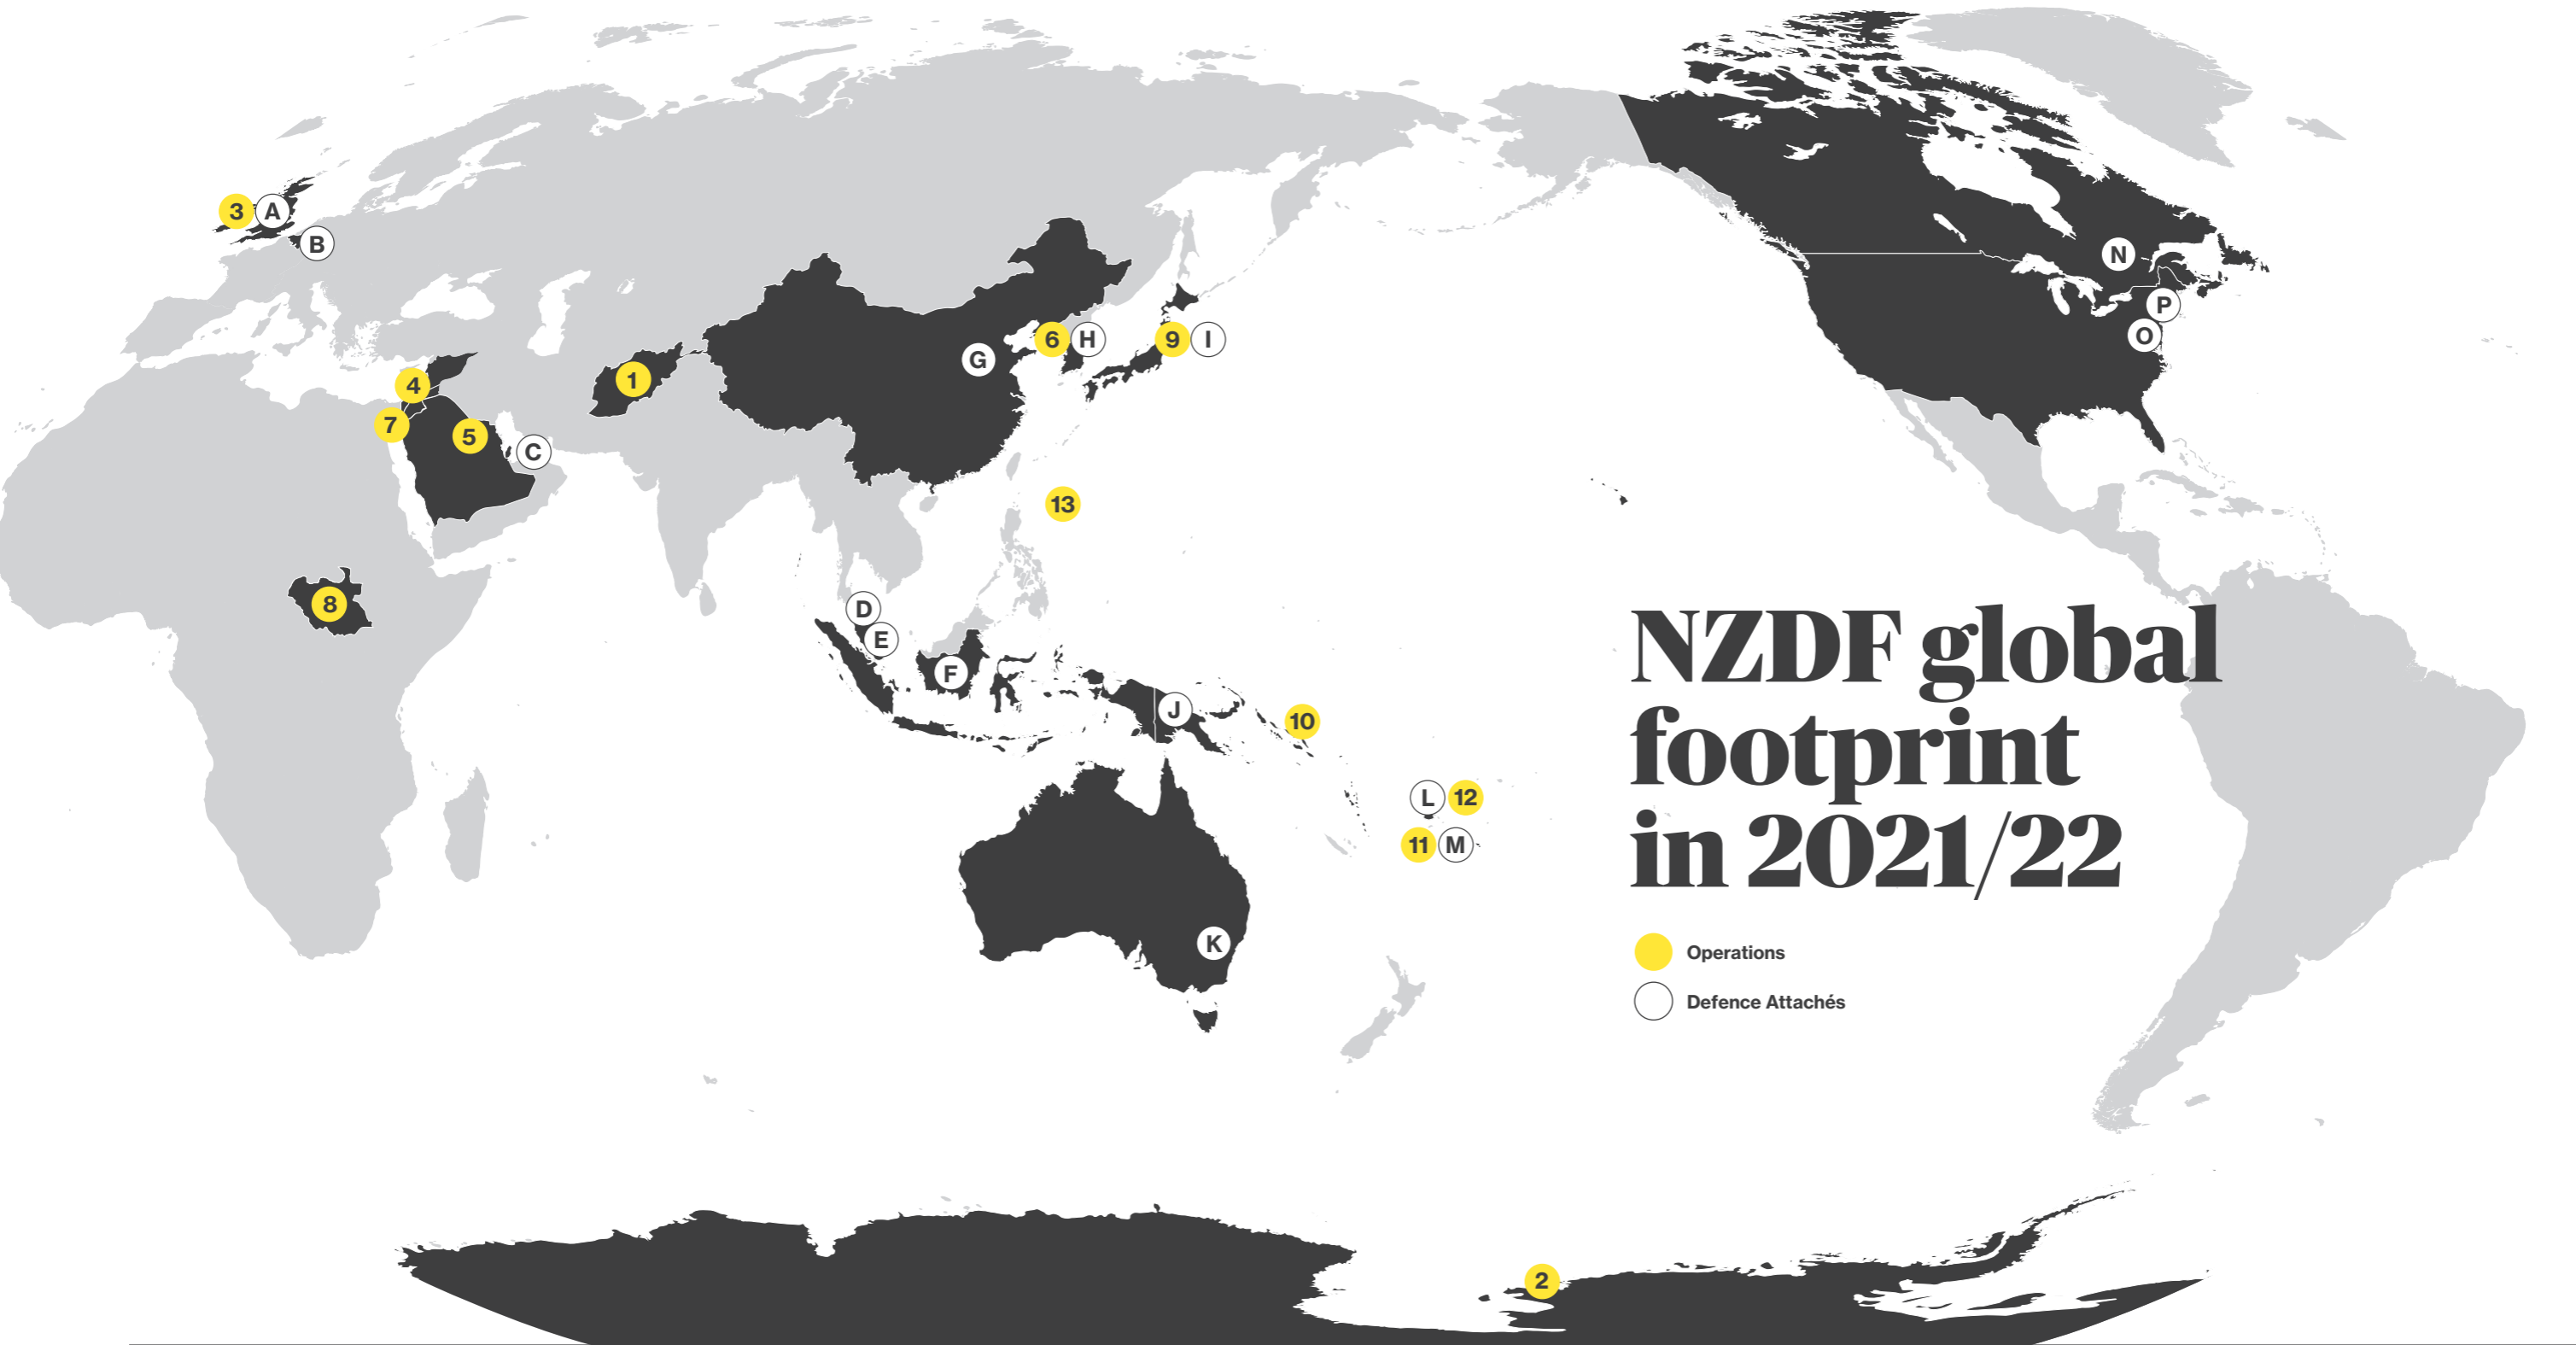 3 A
B
N
P
O
6 H
9 I
G
1
4
7
5
C
13
8
D
E
F
J
10
L 12
11 M
K
2
NZDF global
footprint
in 2021/22
Operations
Defence Attachés